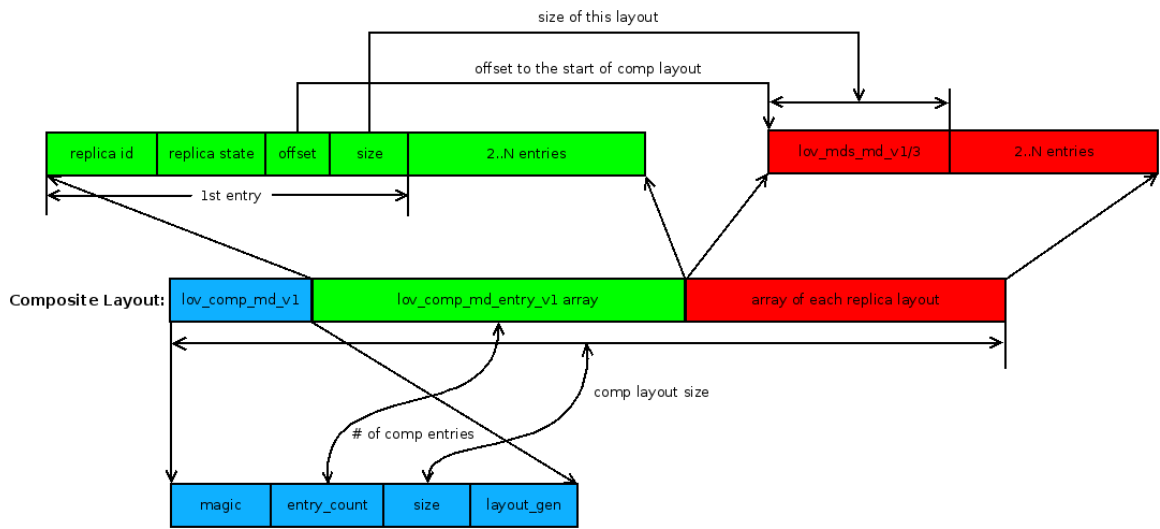 size of this layout
offset to the start of comp layout
replica id replica state offset size 2..N entries lov_mds_md_v1/3 2..N entries
1st entry
Composite Layout: lov_comp_md_v1 lov_comp_md_entry_v1 array array of each replica layout
comp layout size
# of comp entries
magic entry_count size layout_gen